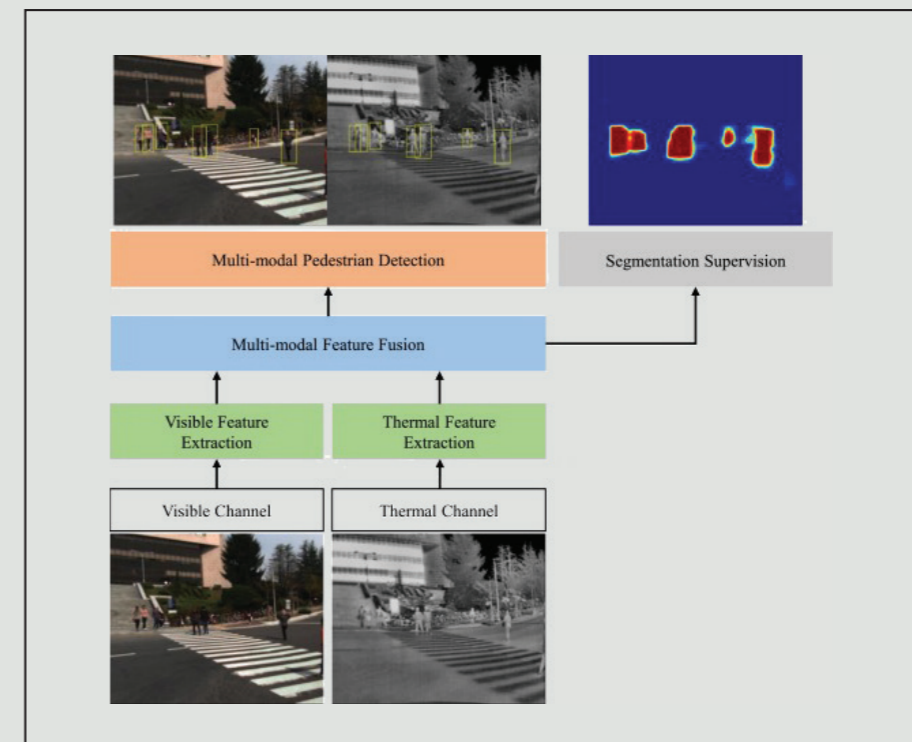 Multi-modal Pedestrian Detection
Segmentation Supervision
Multi-modal Feature Fusion
Visible Feature
Extraction
Thermal Feature
Extraction
Visible Channel
Thermal Channel